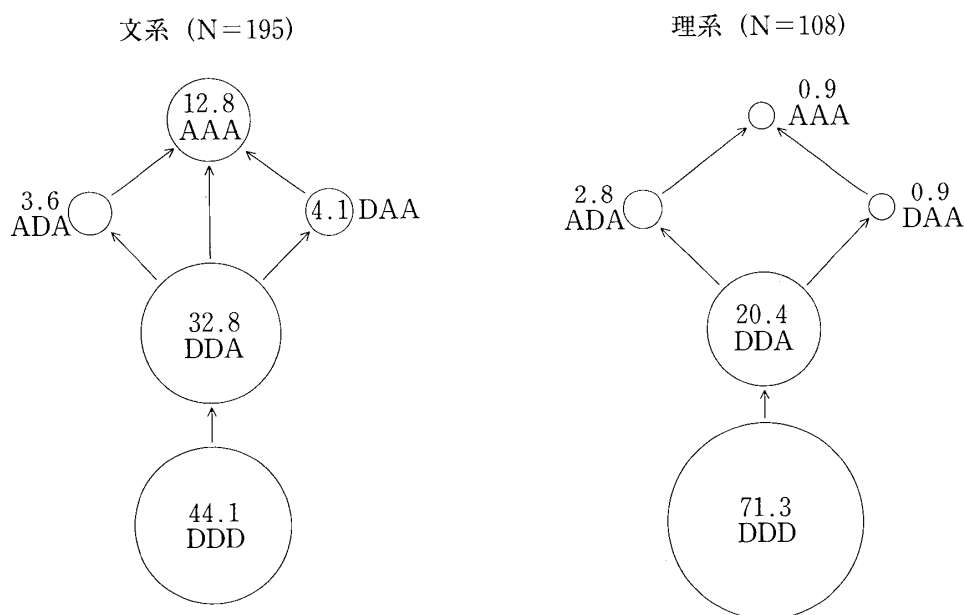 文系 (N=195)
12.8
AAA
3.6
ADA
4.1 DAA
32.8
DDA
44.1
DDD
理系 (N=108)
0.9
AAA
2.8
ADA
0.9
DAA
20.4
DDA
71.3
DDD